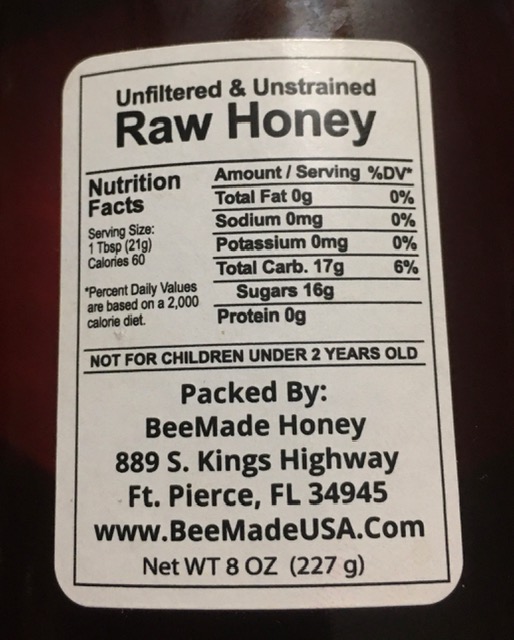 Unfiltered & Unstrained
Raw Honey
Nutrition
Facts
Serving Size:
1 Tbsp (21g)
Calories 60
*Percent Daily Values
are based on a 2,000
calorie diet.
Amount / Serving %DV*
Total Fat 0g 0%
Sodium 0mg 0%
Potassium 0mg 0%
Total Carb. 17g 6%
Sugars 16g
Protein 0g
NOT FOR CHILDREN UNDER 2 YEARS OLD
Packed By:
BeeMade Honey
889 S. Kings Highway
Ft. Pierce, FL 34945
www.BeeMadeUSA.Com
Net WT 8 OZ (227 g)